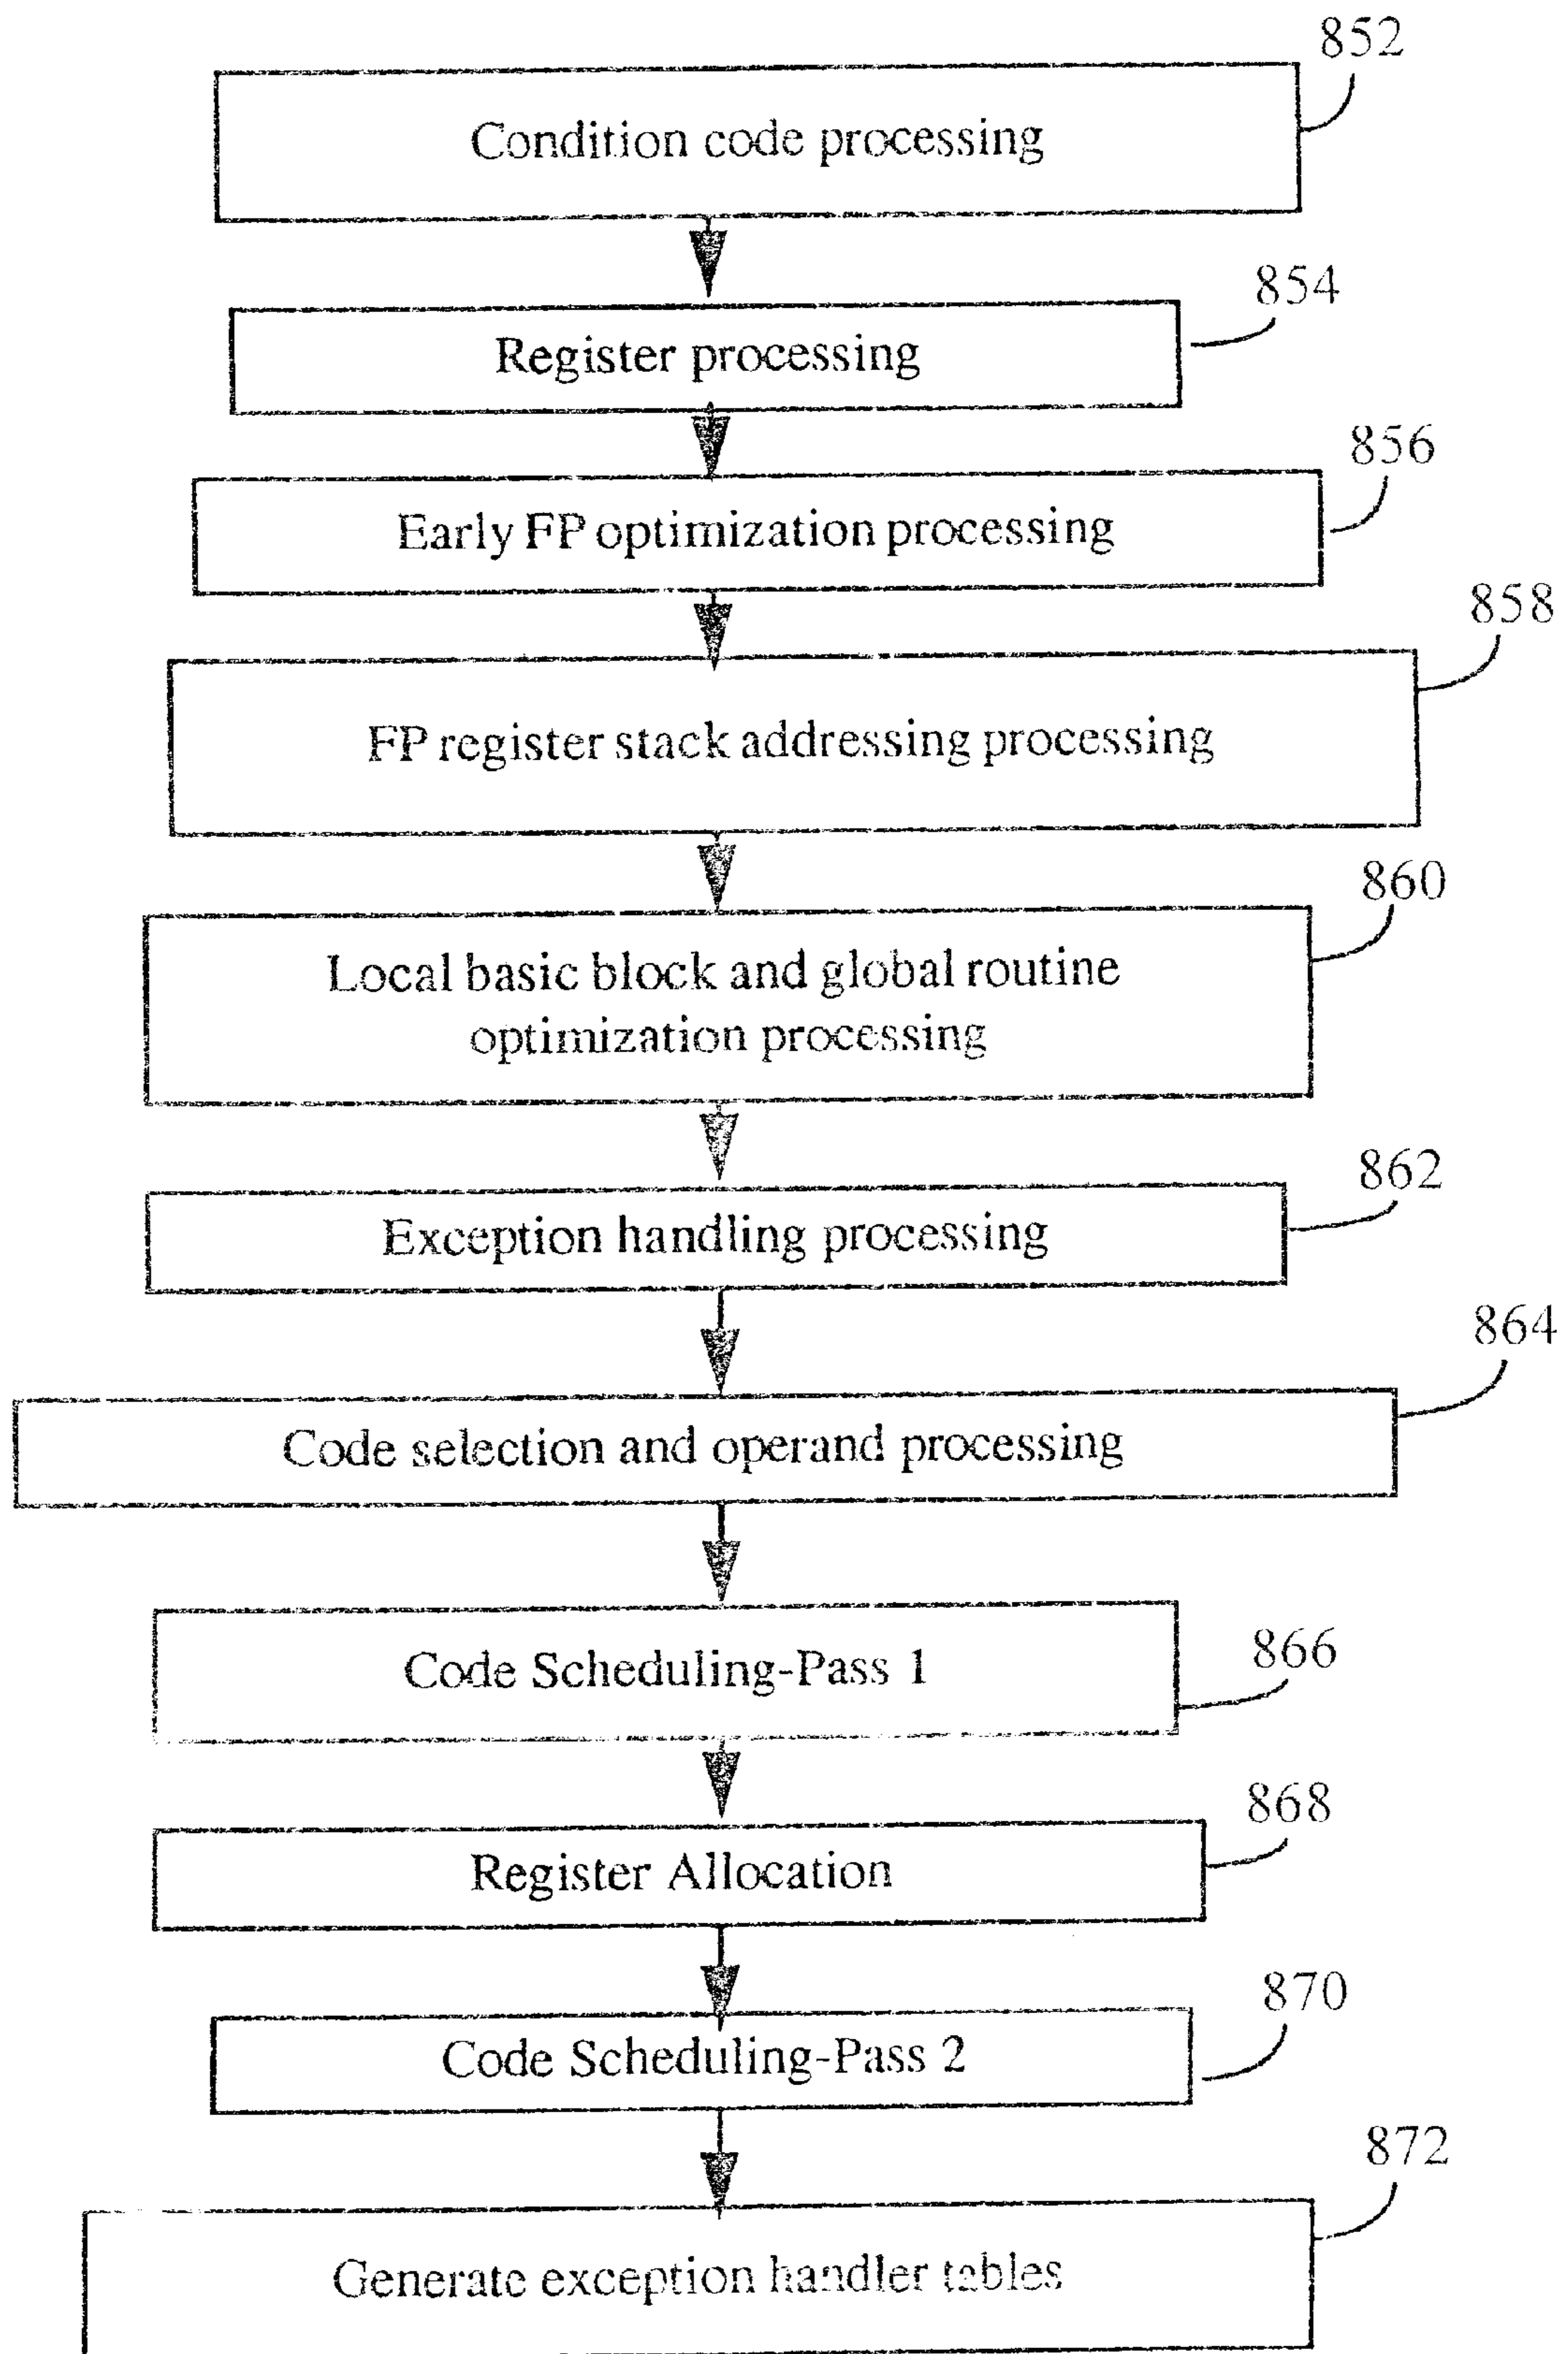 852
Condition code processing
854
Register processing
856
Early FP optimization processing
858
FP register stack addressing processing
860
Local basic block and global routine
optimization processing
862
Exception handling processing
864
Code selection and operand processing
866
Code Scheduling-Pass 1
868
Register Allocation
870
Code Scheduling-Pass 2
872
Generate exception handler tables